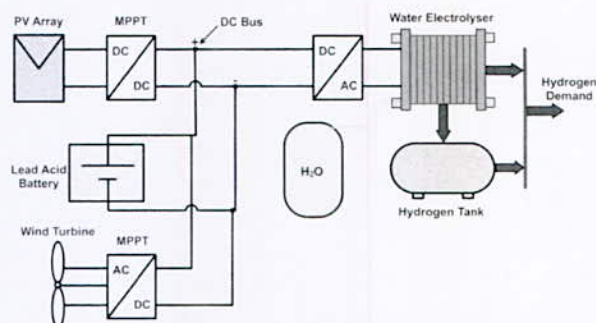 PV Array
MPPT
DC Bus
Water Electrolyser
DC
DC
DC
AC
+
-
Hydrogen
Demand
Lead Acid
Battery
H₂O
Hydrogen Tank
Wind Turbine
MPPT
AC
DC